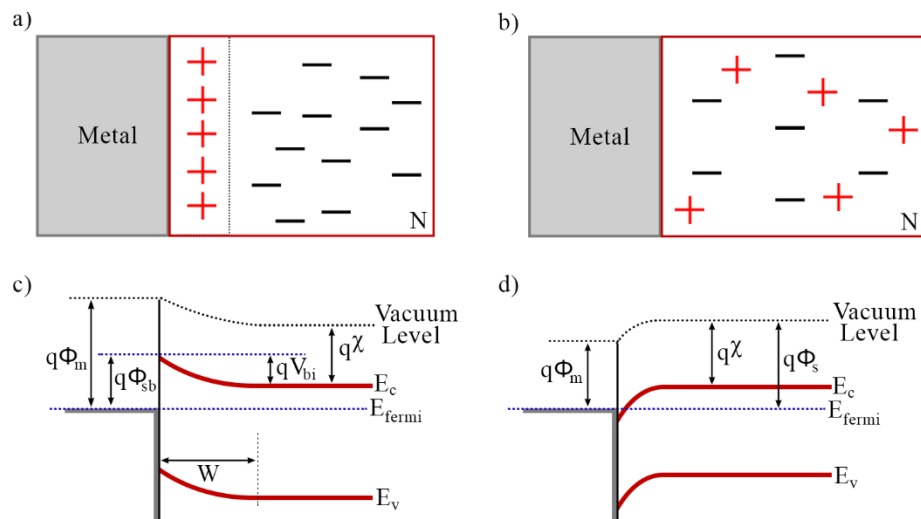 a)
Metal
N
b)
Metal
N
c)
qΦm
qΦsb
qVbi
qχ
Vacuum
Level
Ec
Efermi
W
Ev
d)
qΦm
qχ
qΦs
Vacuum
Level
Ec
Efermi
Ev